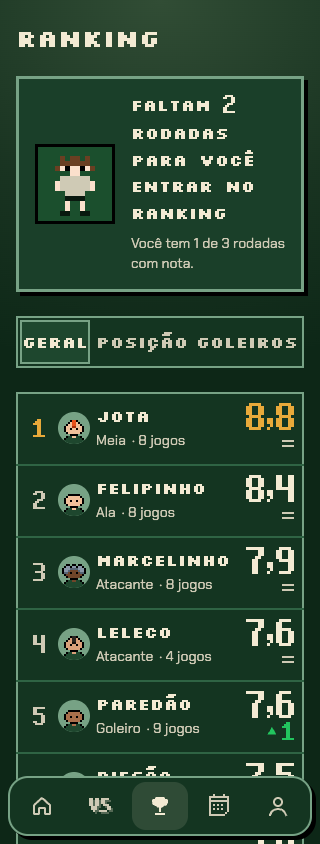 RANKING
FALTAM 2
RODADAS
PARA VOCÊ
ENTRAR NO
RANKING
Você tem 1 de 3 rodadas
com nota.
GERAL POSIÇÃO GOLEIROS
1 JOTA 8,8
Meia · 8 jogos =
2 FELIPINHO 8,4
Ala · 8 jogos =
3 MARCELINHO 7,9
Atacante · 8 jogos =
4 LELECO 7,6
Atacante · 4 jogos =
5 PAREDÃO 7,6
Goleiro · 9 jogos ▲1
7,5
VS